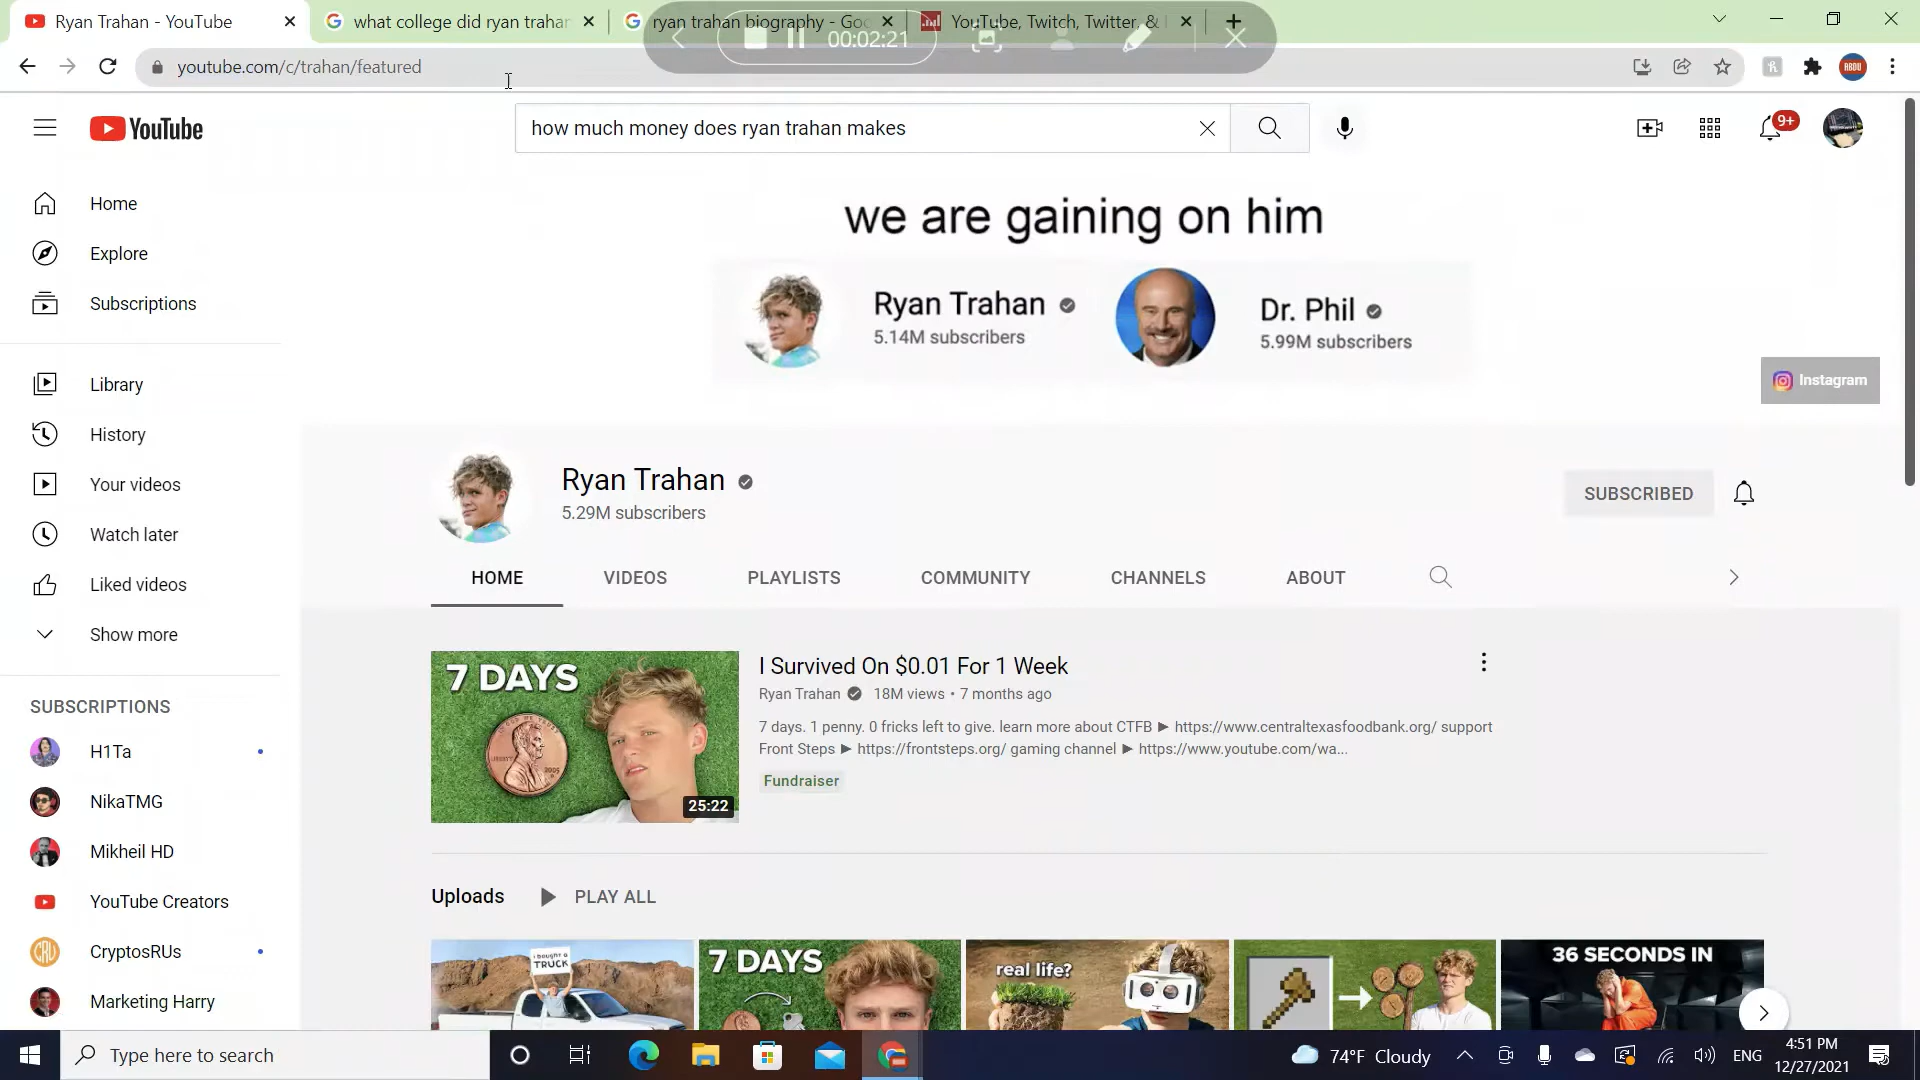 Ryan Trahan - YouTube
what college did ryan trahan
ryan trahan biography - Goo
YouTube, Twitch, Twitter, &
00:02:21
youtube.com/c/trahan/featured
ABDU
YouTube
how much money does ryan trahan makes
9+
Home
Explore
Subscriptions
Library
History
Your videos
Watch later
Liked videos
Show more
SUBSCRIPTIONS
H1Ta
NikaTMG
Mikheil HD
YouTube Creators
CryptosRUs
Marketing Harry
we are gaining on him
Ryan Trahan
5.14M subscribers
Dr. Phil
5.99M subscribers
Instagram
Ryan Trahan
5.29M subscribers
SUBSCRIBED
HOME
VIDEOS
PLAYLISTS
COMMUNITY
CHANNELS
ABOUT
7 DAYS
25:22
I Survived On $0.01 For 1 Week
Ryan Trahan 18M views • 7 months ago
7 days. 1 penny. 0 fricks left to give. learn more about CTFB ► https://www.centraltexasfoodbank.org/ support
Front Steps ► https://frontsteps.org/ gaming channel ► https://www.youtube.com/wa...
Fundraiser
Uploads
PLAY ALL
i bought a
TRUCK
7 DAYS
real life?
36 SECONDS IN
Type here to search
74°F Cloudy
ENG
4:51 PM
12/27/2021